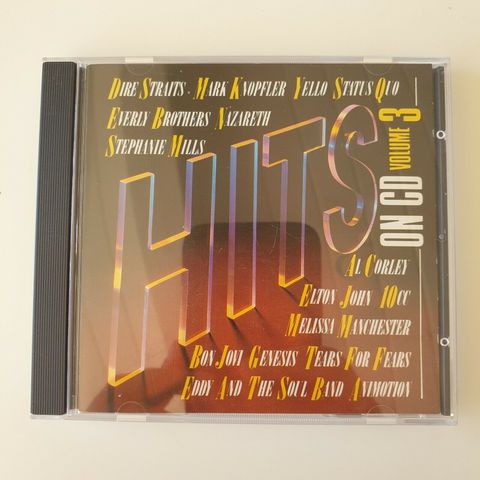 Dire Straits . Mark Knopfler Yello Status Quo
Everly Brothers Nazareth
Stephanie Mills
HITS
ON CD VOLUME 3
Al Corley
Elton John 10cc
Melissa Manchester
Bon Jovi Genesis Tears For Fears
Eddy And The Soul Band Animotion